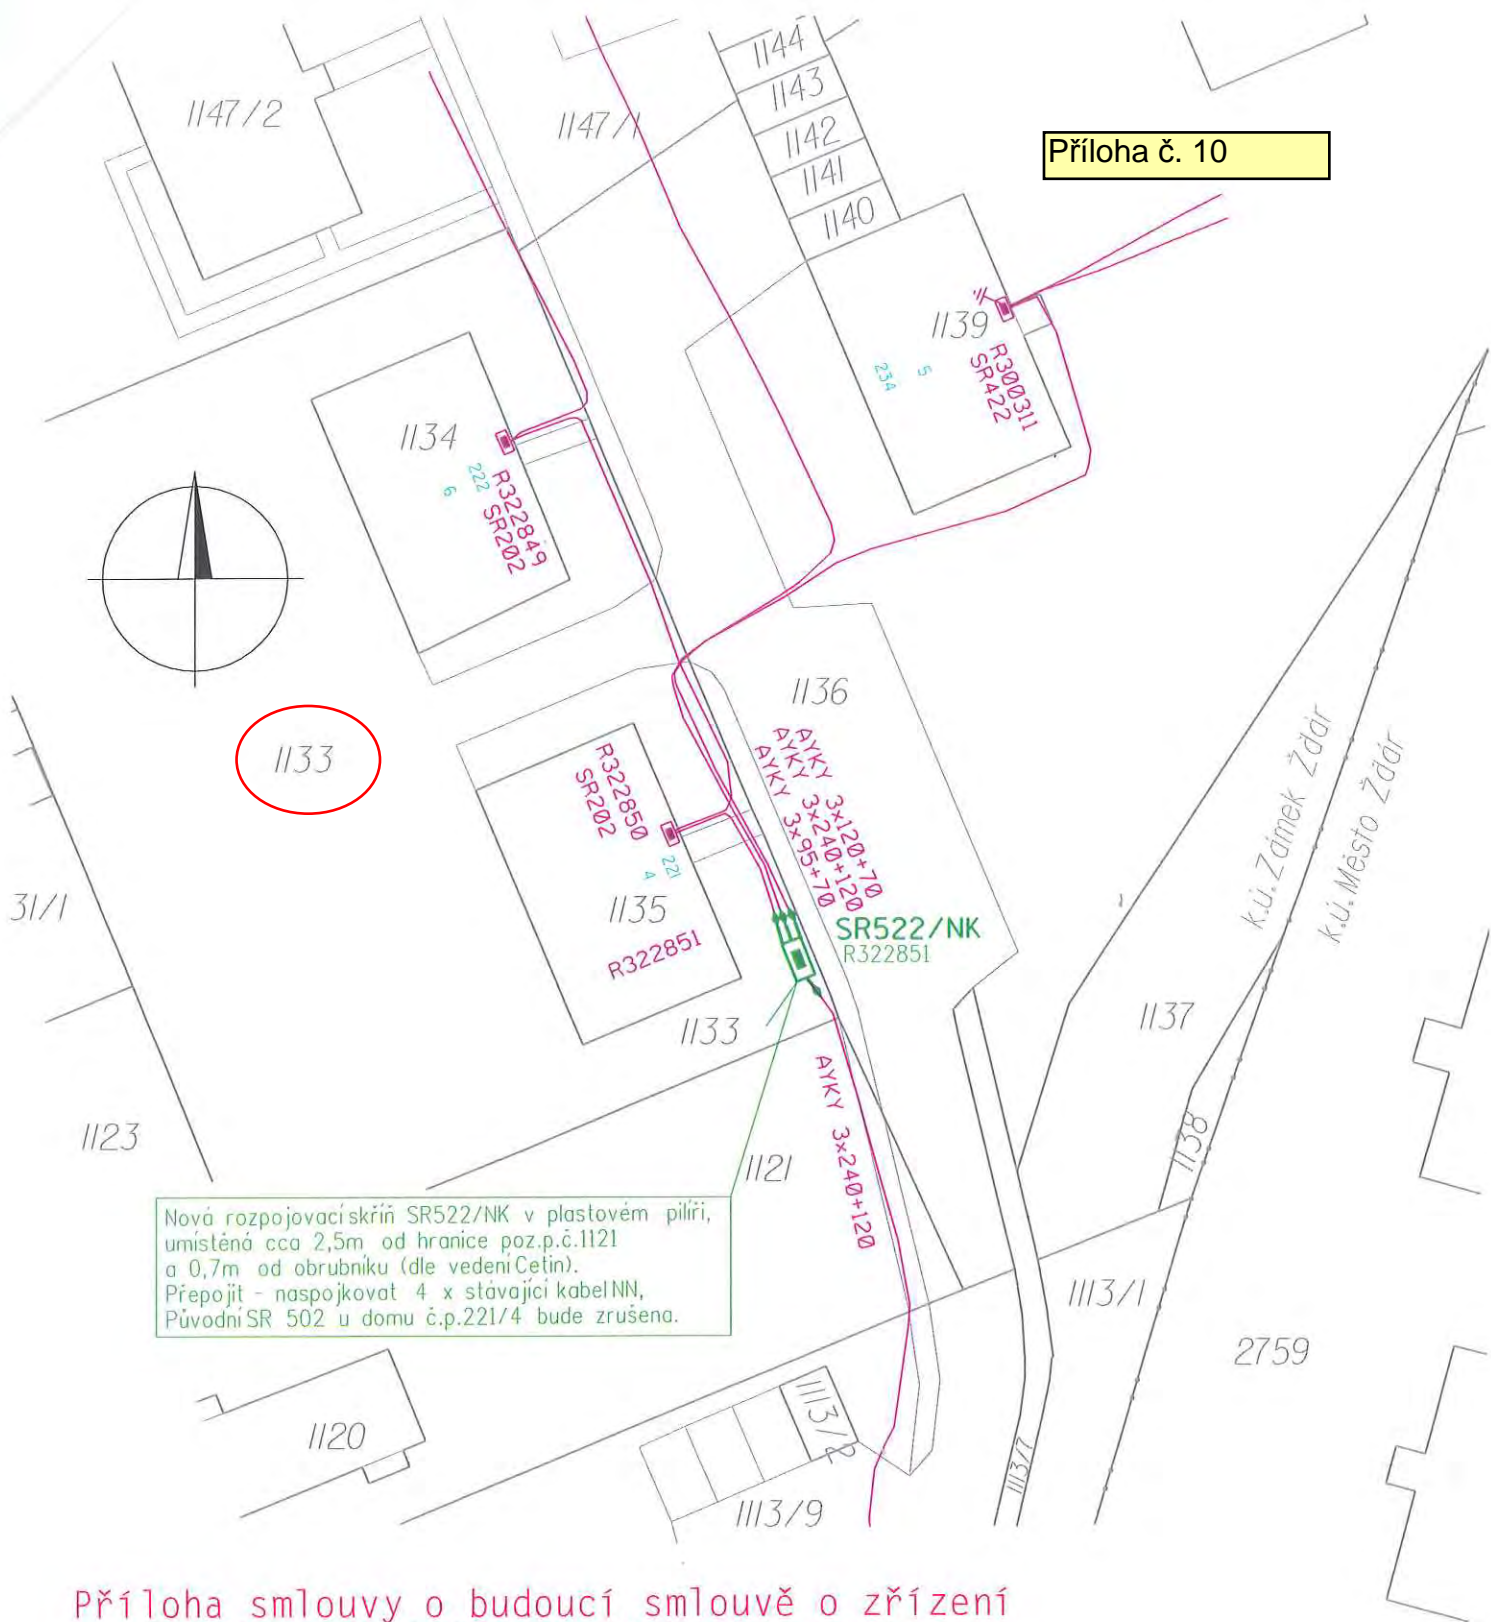 1144
1143
1142
1141
1140
1147/2
1147/1
Příloha č. 10
1139
R300311
SR422
5
234
1134
222
6
R322849
SR202
1133
1136
AYKY 3x120+70
AYKY 3x240+120
AYKY 3x95+70
R322850
SR202
221
4
1135
R322851
SR522/NK
R322851
k.ú. Zámek Žďár
k.ú. Město Žďár
31/1
1133
1137
1123
AYKY 3x240+120
1121
1138
Nová rozpojovací skříň SR522/NK v plastovém pilíři,
umístěná cca 2,5m od hranice poz.p.č.1121
a 0,7m od obrubníku (dle vedení Cetin).
Přepojit - naspojkovat 4 x stávající kabel NN,
Původní SR 502 u domu č.p.221/4 bude zrušena.
1113/1
2759
1120
1113/2
1113/7
1113/9
Příloha smlouvy o budoucí smlouvě o zřízení